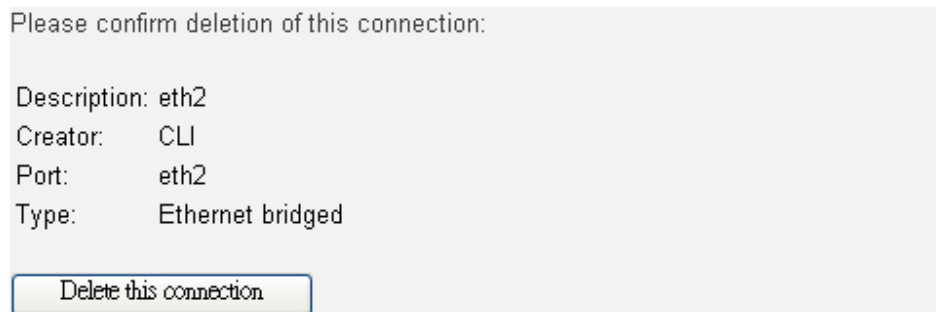 Please confirm deletion of this connection:
Description: eth2
Creator: CLI
Port: eth2
Type: Ethernet bridged
Delete this connection